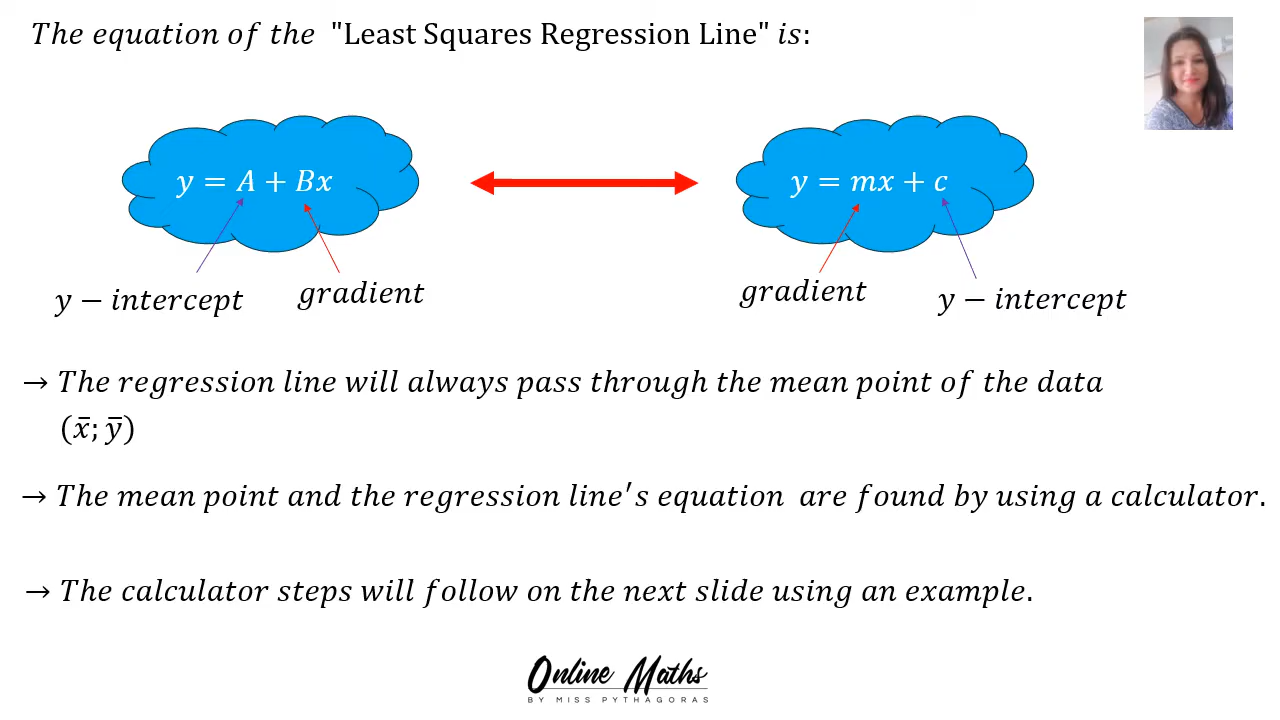 The equation of the "Least Squares Regression Line" is:
y = A + Bx
y = mx + c
y − intercept
gradient
gradient
y − intercept
→ The regression line will always pass through the mean point of the data
(x̄; ȳ)
→ The mean point and the regression line's equation are found by using a calculator.
→ The calculator steps will follow on the next slide using an example.
Online Maths
BY MISS PYTHAGORAS